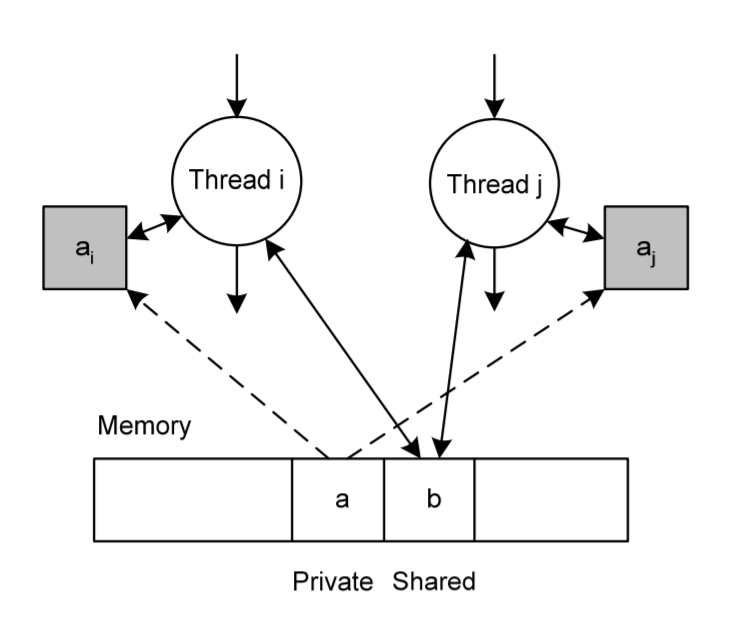 Thread i
Thread j
ai
aj
Memory
a
b
Private
Shared